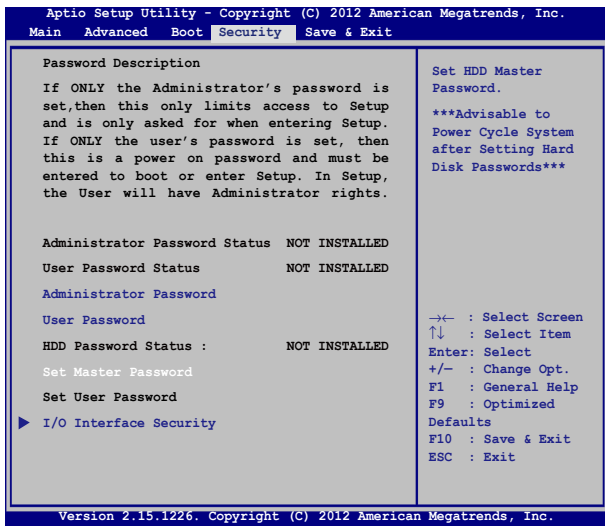 Aptio Setup Utility - Copyright (C) 2012 American Megatrends, Inc.
Main Advanced Boot Security Save & Exit
Password Description
If ONLY the Administrator's password is
set,then this only limits access to Setup
and is only asked for when entering Setup.
If ONLY the user's password is set, then
this is a power on password and must be
entered to boot or enter Setup. In Setup,
the User will have Administrator rights.
Administrator Password Status NOT INSTALLED
User Password Status NOT INSTALLED
Administrator Password
User Password
HDD Password Status : NOT INSTALLED
Set Master Password
Set User Password
I/O Interface Security
Set HDD Master
Password.
***Advisable to
Power Cycle System
after Setting Hard
Disk Passwords***
→← : Select Screen
↑↓ : Select Item
Enter: Select
+/— : Change Opt.
F1 : General Help
F9 : Optimized
Defaults
F10 : Save & Exit
ESC : Exit
Version 2.15.1226. Copyright (C) 2012 American Megatrends, Inc.